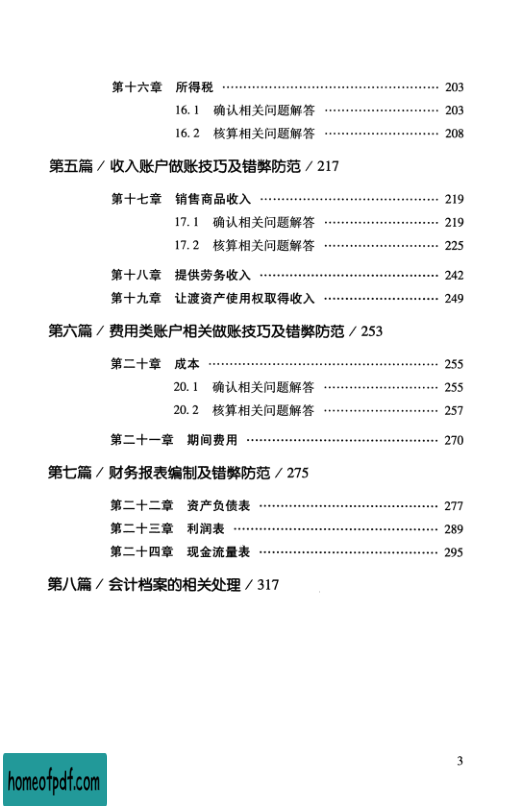 第十六章 所得税 …………………………………………… 203
16.1 确认相关问题解答 ……………………… 203
16.2 核算相关问题解答 ……………………… 208
第五篇 / 收入账户做账技巧及错弊防范 / 217
第十七章 销售商品收入 …………………………………… 219
17.1 确认相关问题解答 ……………………… 219
17.2 核算相关问题解答 ……………………… 225
第十八章 提供劳务收入 …………………………………… 242
第十九章 让渡资产使用权取得收入 ……………………… 249
第六篇 / 费用类账户相关做账技巧及错弊防范 / 253
第二十章 成本 ……………………………………………… 255
20.1 确认相关问题解答 ……………………… 255
20.2 核算相关问题解答 ……………………… 257
第二十一章 期间费用 ……………………………………… 270
第七篇 / 财务报表编制及错弊防范 / 275
第二十二章 资产负债表 …………………………………… 277
第二十三章 利润表 ………………………………………… 289
第二十四章 现金流量表 …………………………………… 295
第八篇 / 会计档案的相关处理 / 317
3
homeofpdf.com